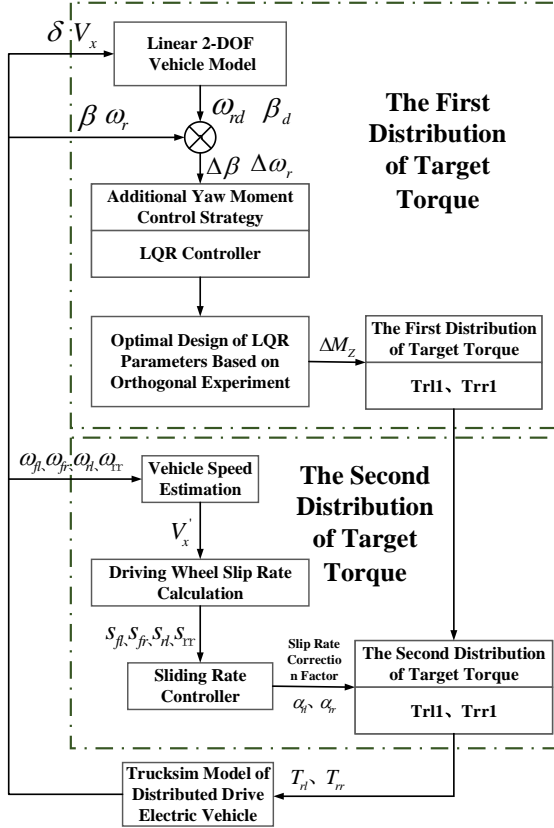 δ V_x
Linear 2-DOF
Vehicle Model
The First
Distribution
of Target
Torque
β ω_r
ω_rd β_d
Δβ Δω_r
Additional Yaw Moment
Control Strategy
LQR Controller
Optimal Design of LQR
Parameters Based on
Orthogonal Experiment
ΔM_Z
The First Distribution
of Target Torque
Trl1、Trr1
ω_fl、ω_fr、ω_rl、ω_rr
Vehicle Speed
Estimation
The Second
Distribution
of Target
Torque
V_x'
Driving Wheel Slip Rate
Calculation
s_fl、s_fr、s_rl、s_rr
Sliding Rate
Controller
Slip Rate
Correctio
n Factor
α_rl、α_rr
The Second Distribution
of Target Torque
Trl1、Trr1
Trucksim Model of
Distributed Drive
Electric Vehicle
T_rl、T_rr